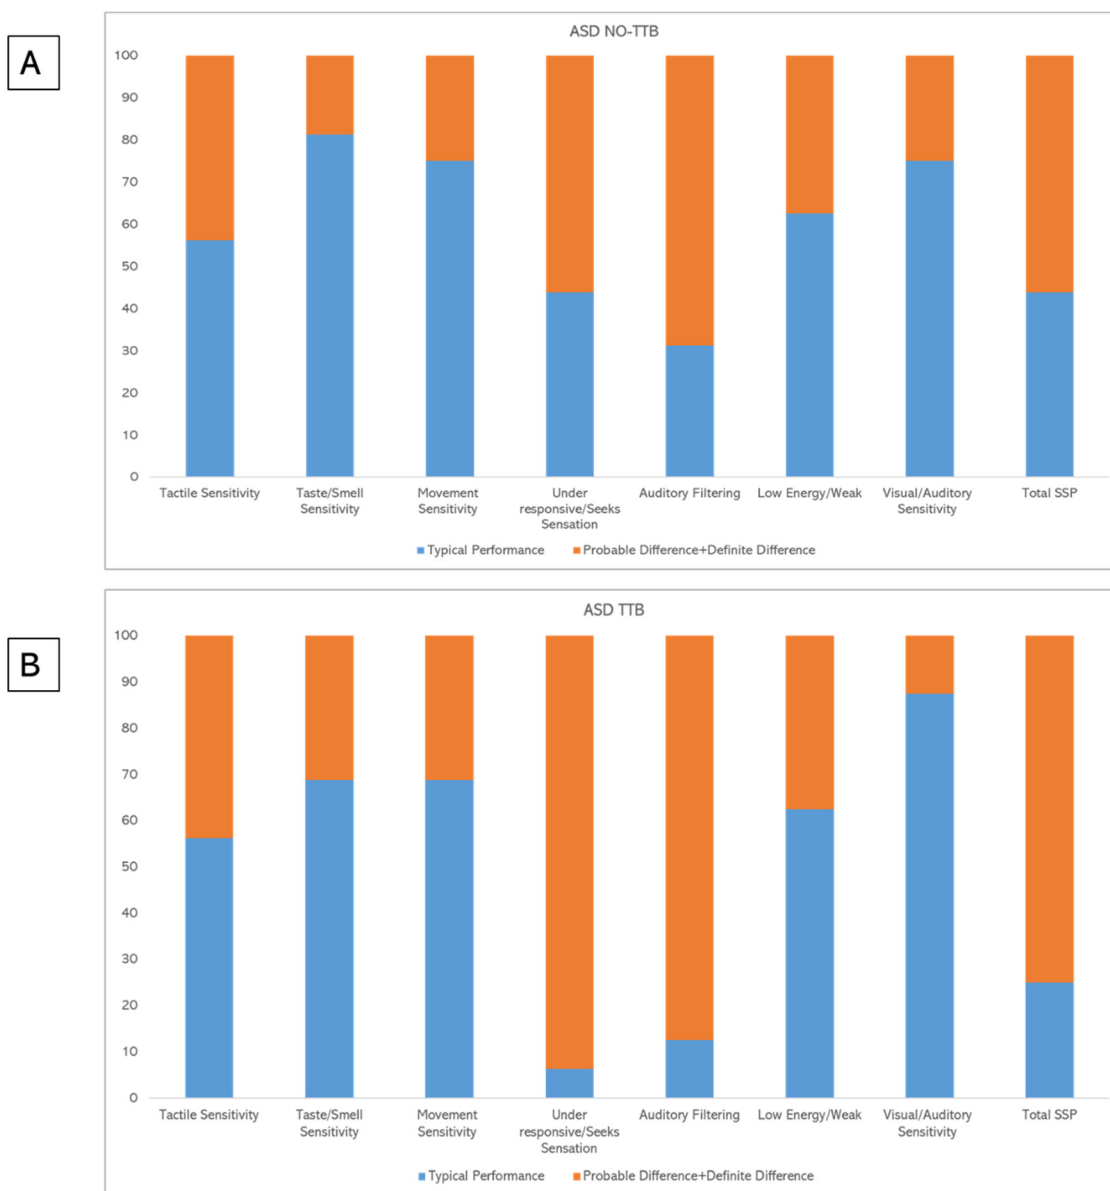 A
ASD NO-TTB
100
90
80
70
60
50
40
30
20
10
0
Tactile Sensitivity
Taste/Smell
Sensitivity
Movement
Sensitivity
Under
responsive/Seeks
Sensation
Auditory Filtering
Low Energy/Weak
Visual/Auditory
Sensitivity
Total SSP
Typical Performance
Probable Difference+Definite Difference
B
ASD TTB
100
90
80
70
60
50
40
30
20
10
0
Tactile Sensitivity
Taste/Smell
Sensitivity
Movement
Sensitivity
Under
responsive/Seeks
Sensation
Auditory Filtering
Low Energy/Weak
Visual/Auditory
Sensitivity
Total SSP
Typical Performance
Probable Difference+Definite Difference